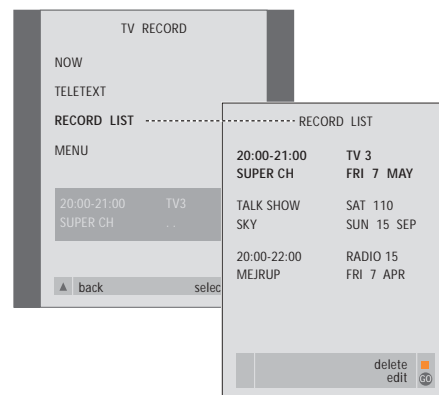 TV RECORD
NOW
TELETEXT
RECORD LIST
MENU
20:00-21:00 TV3
SUPER CH . .
back selec
RECORD LIST
20:00-21:00 TV 3
SUPER CH FRI 7 MAY
TALK SHOW SAT 110
SKY SUN 15 SEP
20:00-22:00 RADIO 15
MEJRUP FRI 7 APR
delete
edit GO